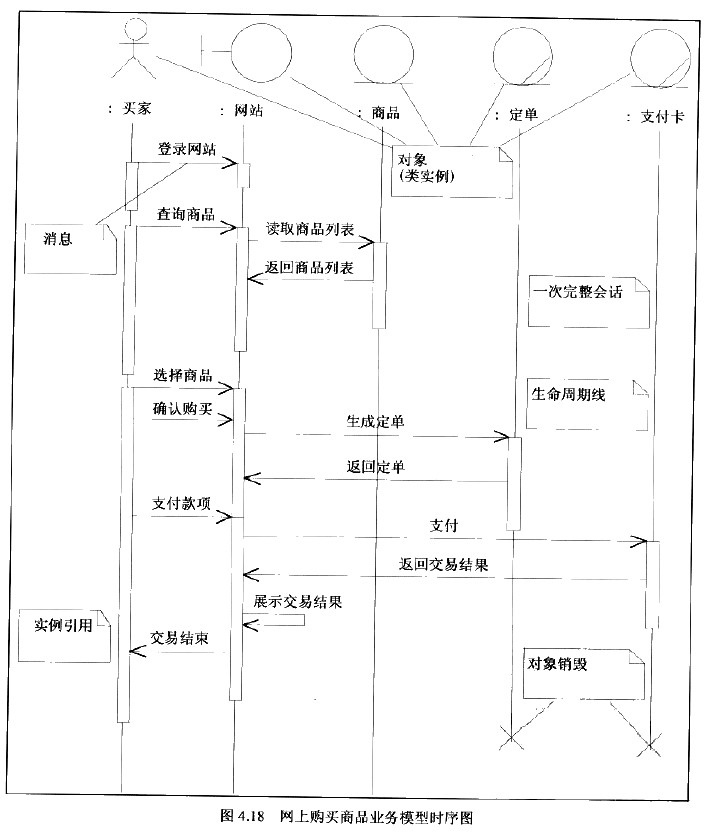 : 买家
: 网站
: 商品
: 定单
: 支付卡
登录网站
对象
(类实例)
消息
查询商品
读取商品列表
返回商品列表
一次完整会话
选择商品
生命周期线
确认购买
生成定单
返回定单
支付款项
支付
返回交易结果
展示交易结果
实例引用
交易结束
对象销毁
图 4.18 网上购买商品业务模型时序图